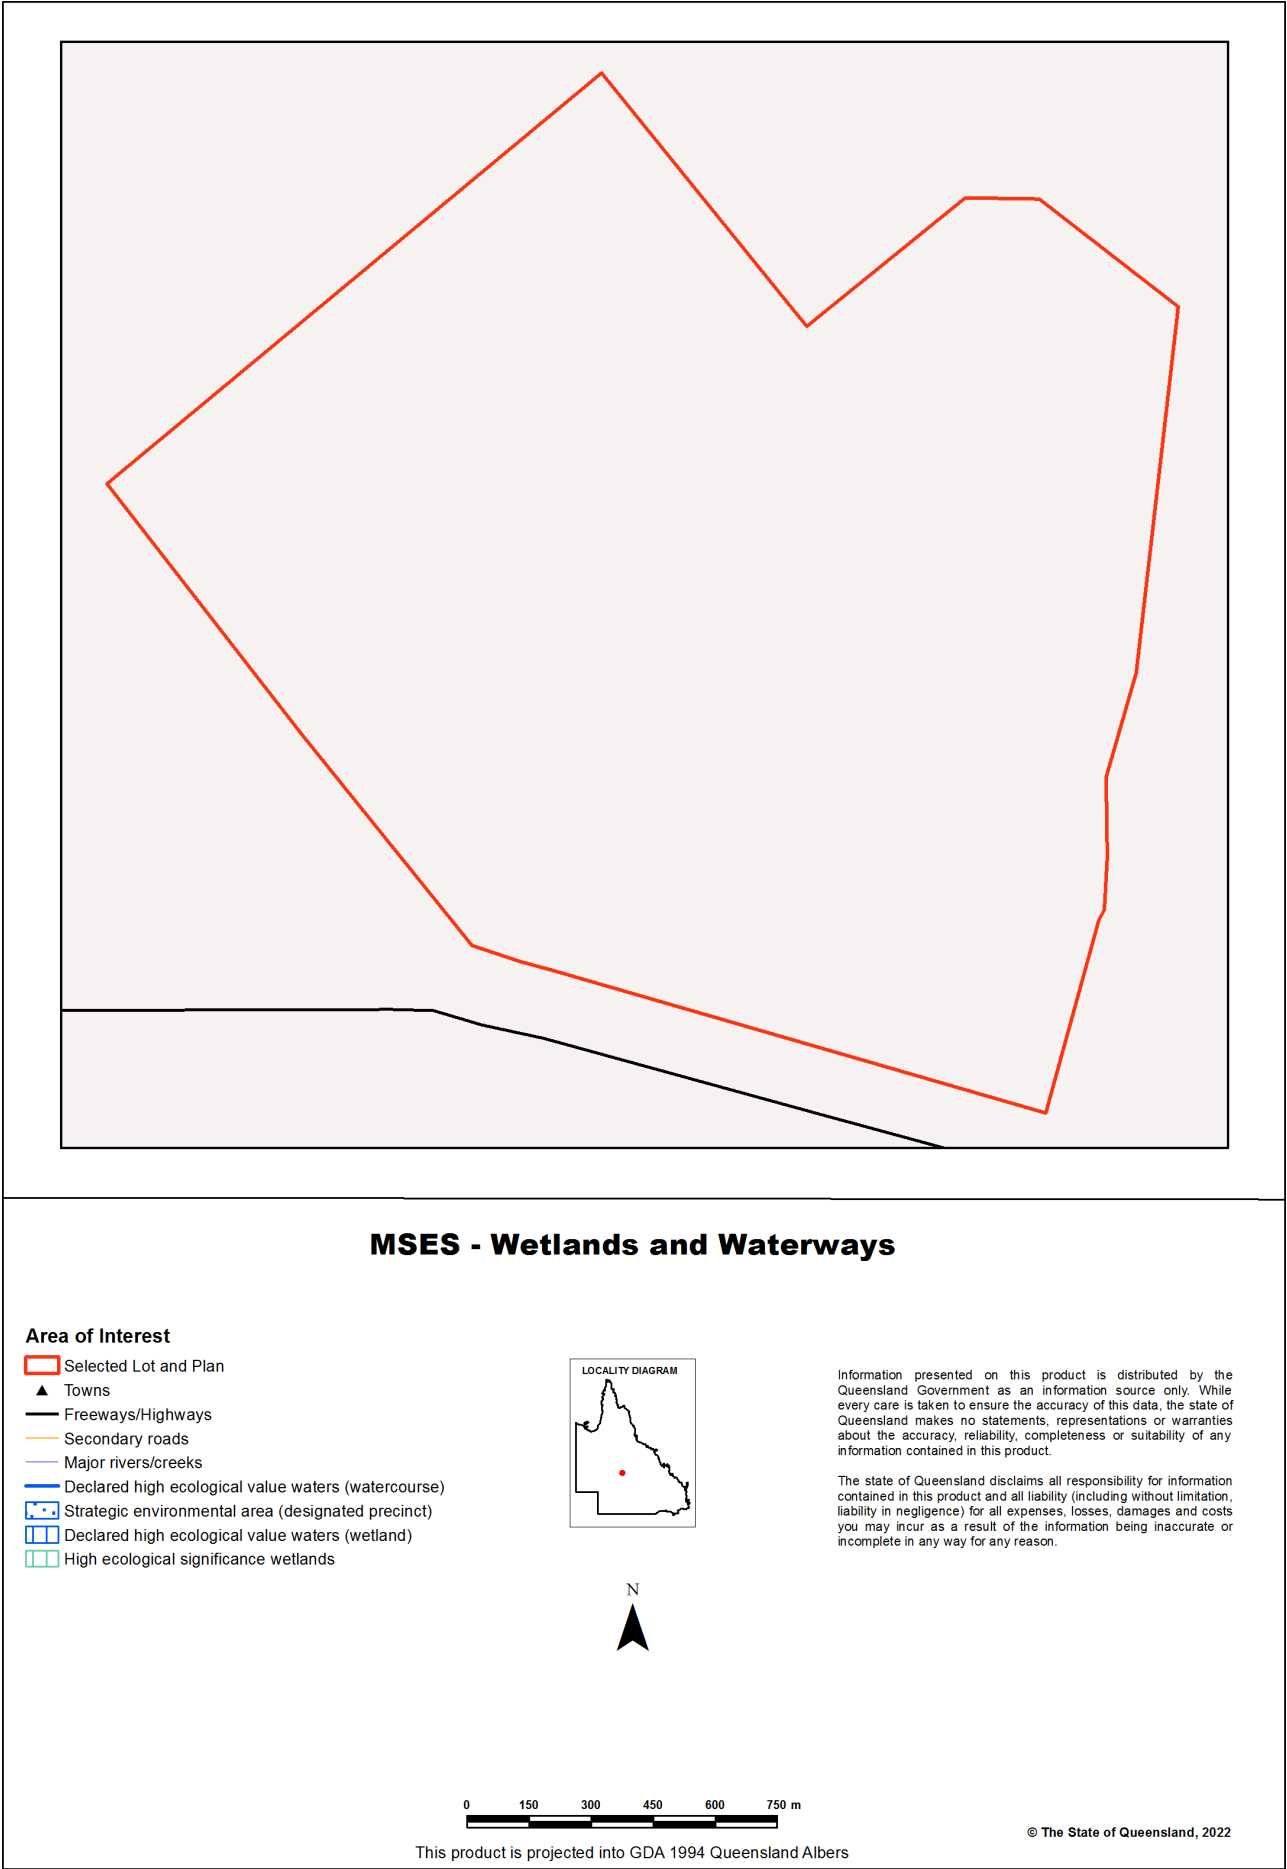 MSES - Wetlands and Waterways
Area of Interest
Selected Lot and Plan
Towns
Freeways/Highways
Secondary roads
Major rivers/creeks
Declared high ecological value waters (watercourse)
Strategic environmental area (designated precinct)
Declared high ecological value waters (wetland)
High ecological significance wetlands
LOCALITY DIAGRAM
N
Information presented on this product is distributed by the
Queensland Government as an information source only. While
every care is taken to ensure the accuracy of this data, the state of
Queensland makes no statements, representations or warranties
about the accuracy, reliability, completeness or suitability of any
information contained in this product.
The state of Queensland disclaims all responsibility for information
contained in this product and all liability (including without limitation,
liability in negligence) for all expenses, losses, damages and costs
you may incur as a result of the information being inaccurate or
incomplete in any way for any reason.
0 150 300 450 600 750 m
This product is projected into GDA 1994 Queensland Albers
© The State of Queensland, 2022